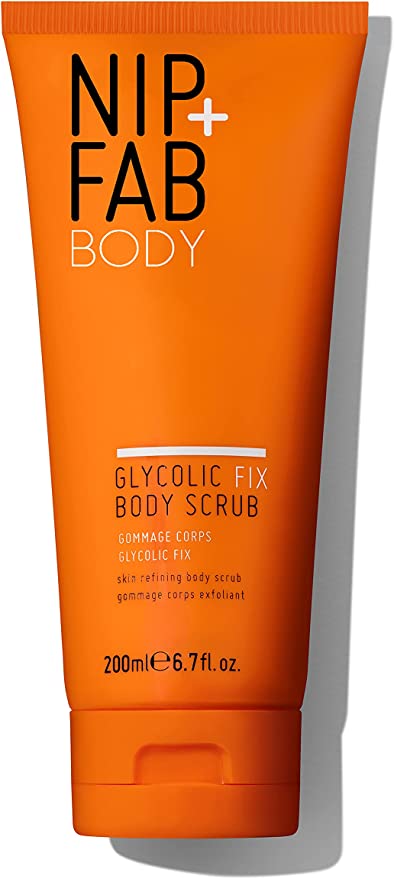 NIP+
FAB
BODY
GLYCOLIC FIX
BODY SCRUB
GOMMAGE CORPS
GLYCOLIC FIX
skin refining body scrub
gommage corps exfoliant
200ml℮6.7fl.oz.